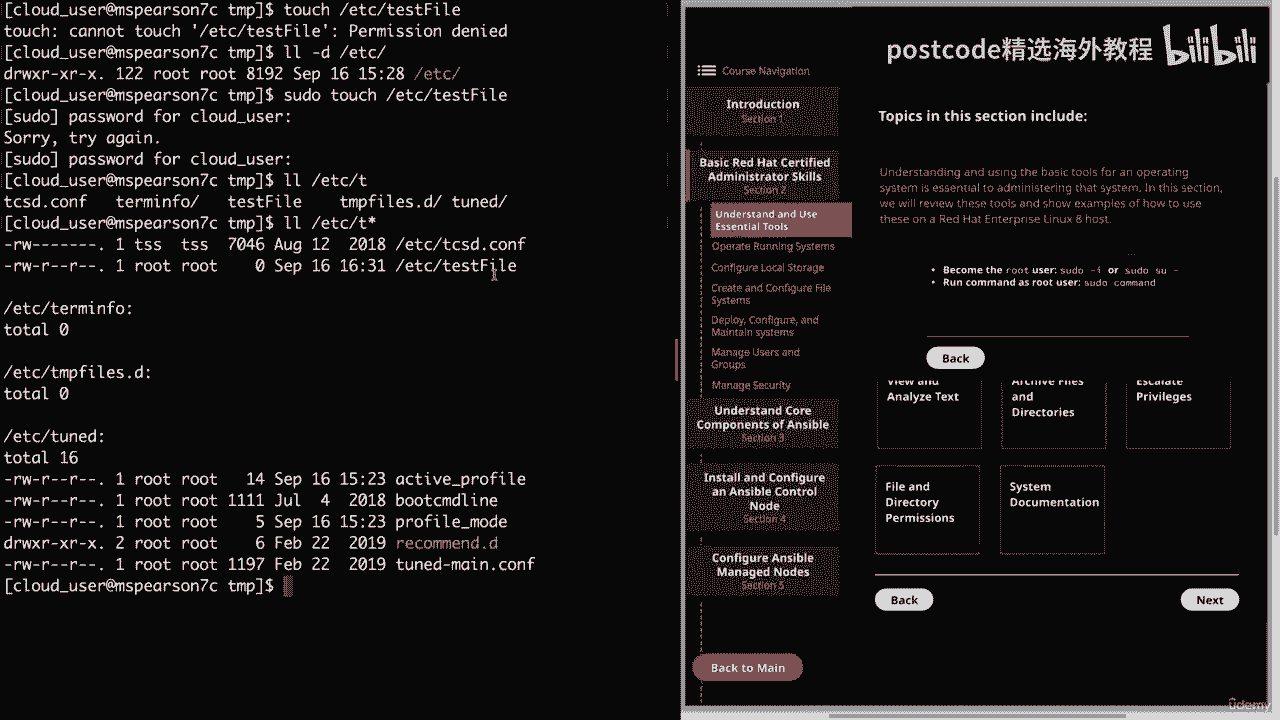 [cloud_user@mspearson7c tmp]$ touch /etc/testFile
touch: cannot touch '/etc/testFile': Permission denied
[cloud_user@mspearson7c tmp]$ ll -d /etc/
drwxr-xr-x. 122 root root 8192 Sep 16 15:28 /etc/
[cloud_user@mspearson7c tmp]$ sudo touch /etc/testFile
[sudo] password for cloud_user:
Sorry, try again.
[sudo] password for cloud_user:
[cloud_user@mspearson7c tmp]$ ll /etc/t
tcsd.conf terminfo/ testFile tmpfiles.d/ tuned/
[cloud_user@mspearson7c tmp]$ ll /etc/t*
-rw-------. 1 tss tss 7046 Aug 12 2018 /etc/tcsd.conf
-rw-r--r--. 1 root root 0 Sep 16 16:31 /etc/testFile
/etc/terminfo:
total 0
/etc/tmpfiles.d:
total 0
/etc/tuned:
total 16
-rw-r--r--. 1 root root 14 Sep 16 15:23 active_profile
-rw-r--r--. 1 root root 1111 Jul 2018 bootcmdline
-rw-r--r--. 1 root root 5 Sep 16 15:23 profile_mode
drwxr-xr-x. 2 root root 6 Feb 22 2019 recommend.d
-rw-r--r--. 1 root root 1197 Feb 22 2019 tuned-main.conf
[cloud_user@mspearson7c tmp]$
postcode精选海外教程 bilibili
Course Navigation
Introduction
Section 1
Basic Red Hat Certified
Administrator Skills
Section 2
Understand and Use
Essential Tools
Operate Running Systems
Configure Local Storage
Create and Configure File
Systems
Deploy, Configure, and
Maintain systems
Manage Users and
Groups
Manage Security
Understand Core
Components of Ansible
Section 3
Install and Configure
an Ansible Control
Node
Section 4
Configure Ansible
Managed Nodes
Section 5
Back to Main
Topics in this section include:
Understanding and using the basic tools for an operating
system is essential to administering that system. In this section,
we will review these tools and show examples of how to use
these on a Red Hat Enterprise Linux 8 host.
...
• Become the root user: sudo -i or sudo su -
• Run command as root user: sudo command
Back
View and
Analyze Text
Archive Files
and
Directories
Escalate
Privileges
File and
Directory
Permissions
System
Documentation
Back
Next
ûdemy